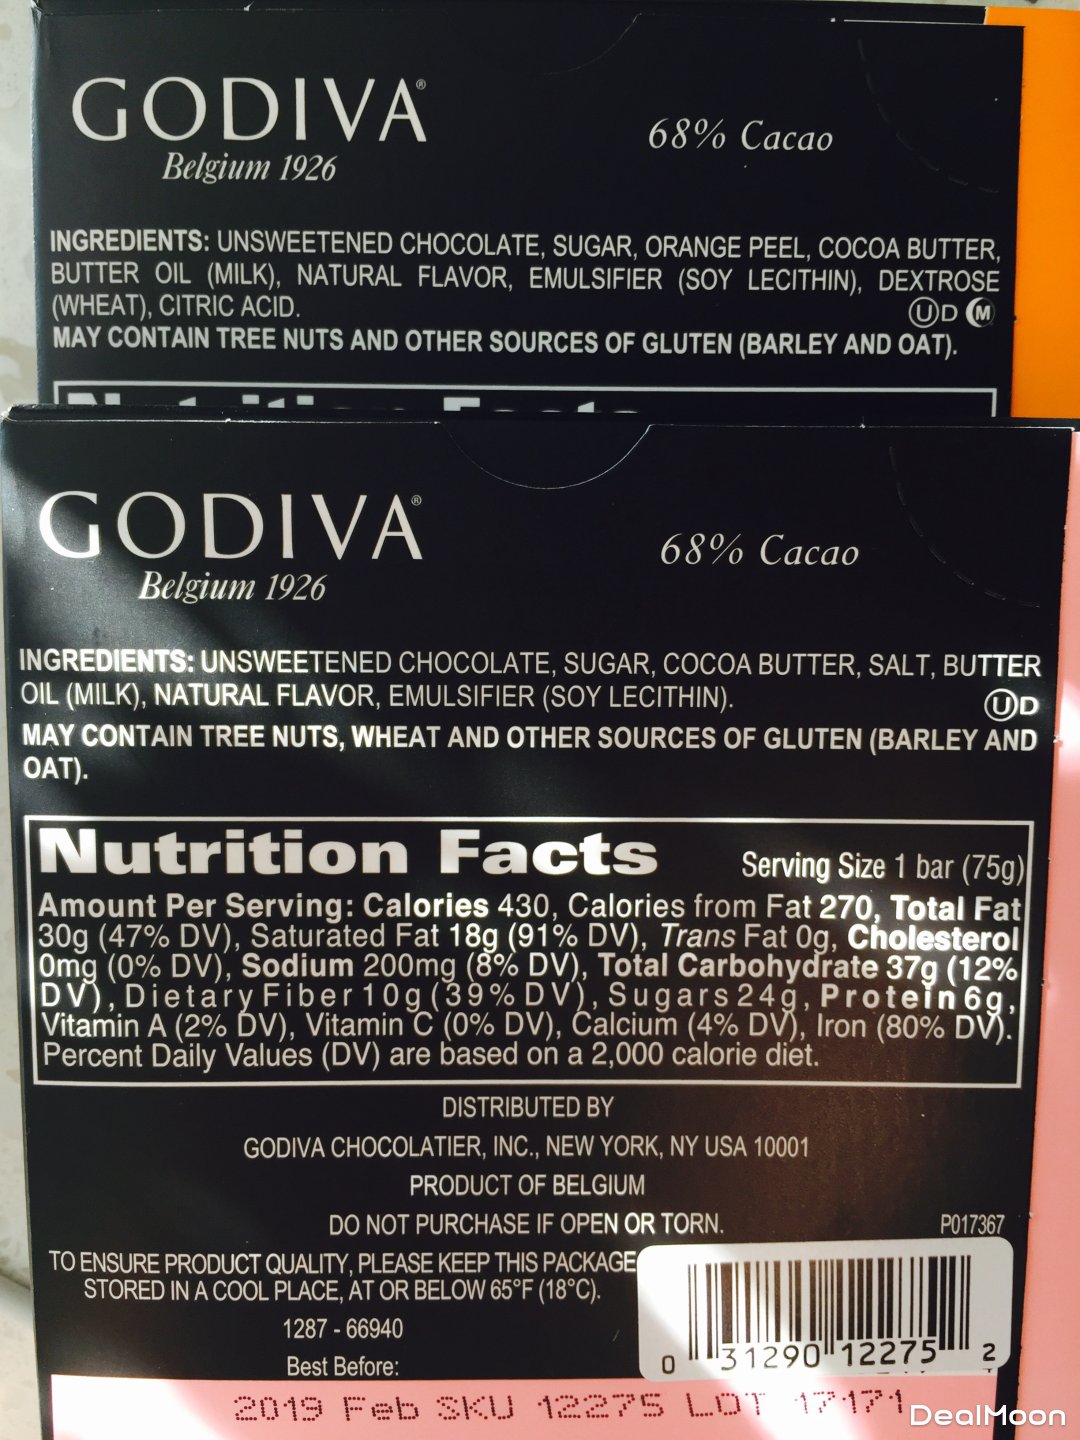 GODIVA®
Belgium 1926
68% Cacao
INGREDIENTS: UNSWEETENED CHOCOLATE, SUGAR, ORANGE PEEL, COCOA BUTTER,
BUTTER OIL (MILK), NATURAL FLAVOR, EMULSIFIER (SOY LECITHIN), DEXTROSE
(WHEAT), CITRIC ACID.
UD M
MAY CONTAIN TREE NUTS AND OTHER SOURCES OF GLUTEN (BARLEY AND OAT).
Nutrition Facts
GODIVA®
Belgium 1926
68% Cacao
INGREDIENTS: UNSWEETENED CHOCOLATE, SUGAR, COCOA BUTTER, SALT, BUTTER
OIL (MILK), NATURAL FLAVOR, EMULSIFIER (SOY LECITHIN).
UD
MAY CONTAIN TREE NUTS, WHEAT AND OTHER SOURCES OF GLUTEN (BARLEY AND
OAT).
Nutrition Facts Serving Size 1 bar (75g)
Amount Per Serving: Calories 430, Calories from Fat 270, Total Fat
30g (47% DV), Saturated Fat 18g (91% DV), Trans Fat 0g, Cholesterol
0mg (0% DV), Sodium 200mg (8% DV), Total Carbohydrate 37g (12%
DV), Dietary Fiber 10g (39% DV), Sugars 24g, Protein 6g,
Vitamin A (2% DV), Vitamin C (0% DV), Calcium (4% DV), Iron (80% DV).
Percent Daily Values (DV) are based on a 2,000 calorie diet.
DISTRIBUTED BY
GODIVA CHOCOLATIER, INC., NEW YORK, NY USA 10001
PRODUCT OF BELGIUM
DO NOT PURCHASE IF OPEN OR TORN.
P017367
TO ENSURE PRODUCT QUALITY, PLEASE KEEP THIS PACKAGE
STORED IN A COOL PLACE, AT OR BELOW 65°F (18°C).
1287 - 66940
Best Before:
0 31290 12275 2
2019 Feb SKU 12275 LOT 17171
DealMoon